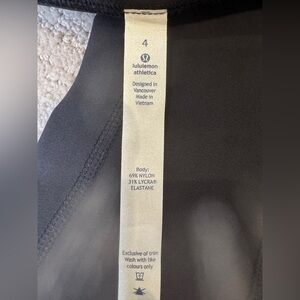 4
lululemon
athletica
Designed in
Vancouver
Made in
Vietnam
Body:
69% NYLON
31% LYCRA®
ELASTANE
Exclusive of trim
Wash with like
colours only